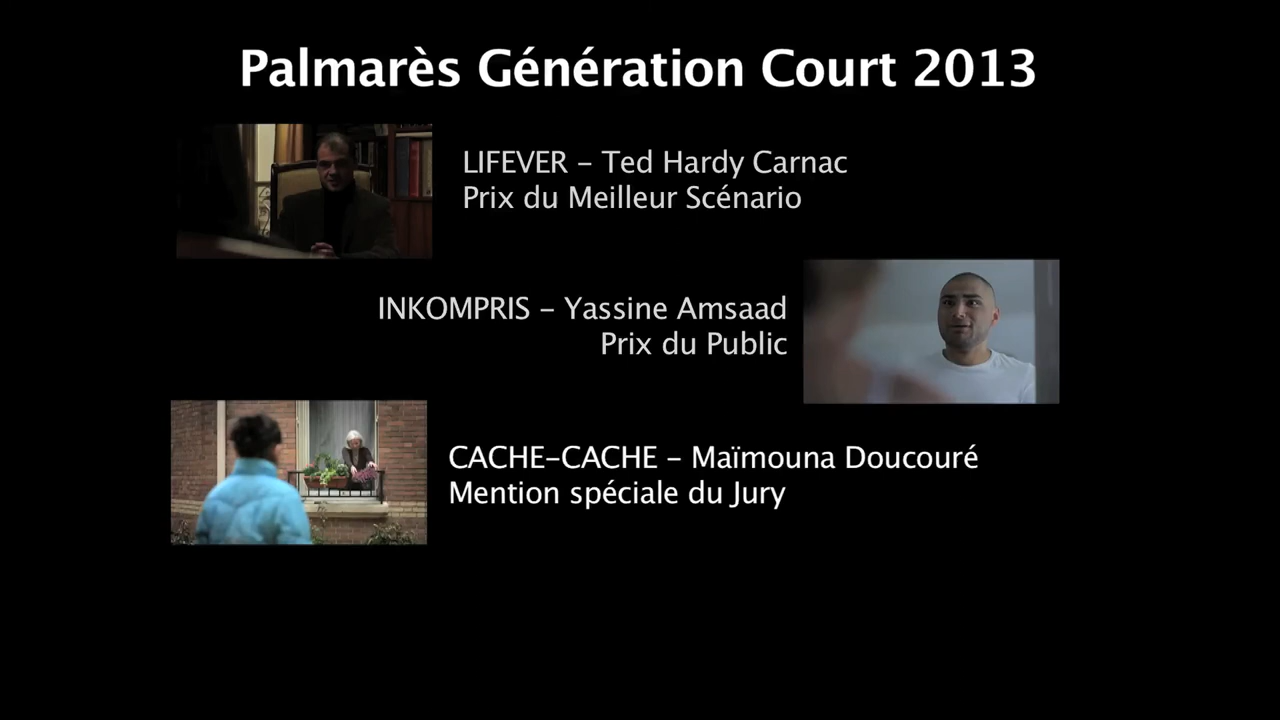 Palmarès Génération Court 2013
LIFEVER - Ted Hardy Carnac
Prix du Meilleur Scénario
INKOMPRIS - Yassine Amsaad
Prix du Public
CACHE-CACHE - Maïmouna Doucouré
Mention spéciale du Jury